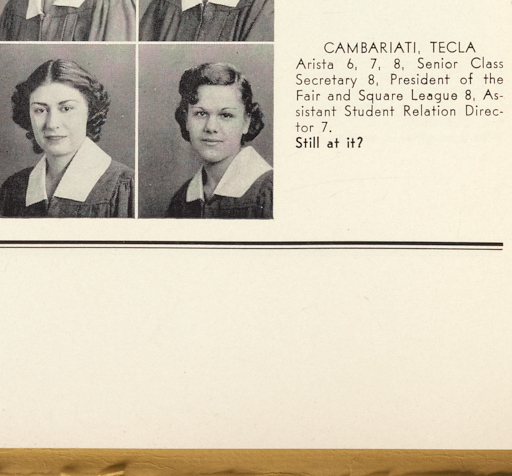 CAMBARIATI, TECLA
Arista 6, 7, 8, Senior Class
Secretary 8, President of the
Fair and Square League 8, As-
sistant Student Relation Direc-
tor 7.
Still at it?